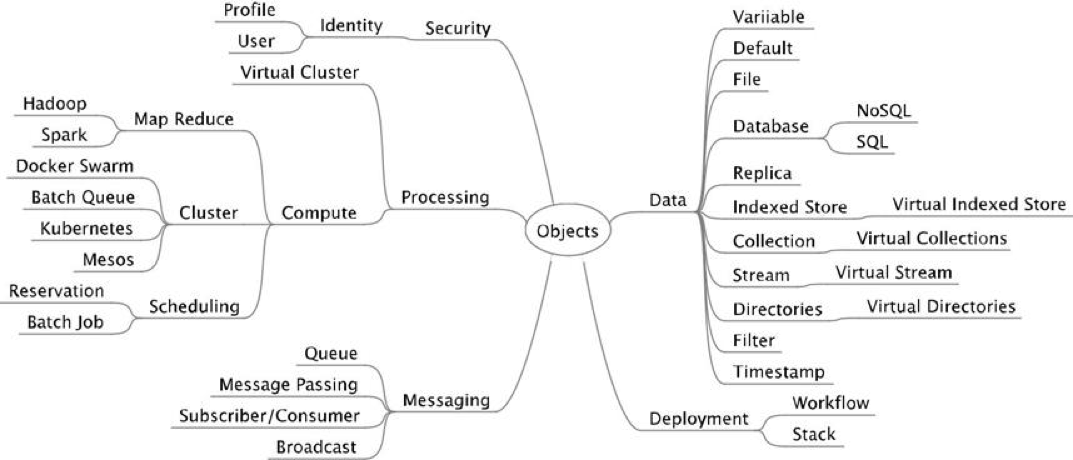 Objects
Security
Identity
Profile
User
Processing
Virtual Cluster
Compute
Map Reduce
Hadoop
Spark
Cluster
Docker Swarm
Batch Queue
Kubernetes
Mesos
Scheduling
Reservation
Batch Job
Messaging
Queue
Message Passing
Subscriber/Consumer
Broadcast
Data
Variiable
Default
File
Database
NoSQL
SQL
Replica
Indexed Store
Virtual Indexed Store
Collection
Virtual Collections
Stream
Virtual Stream
Directories
Virtual Directories
Filter
Timestamp
Deployment
Workflow
Stack